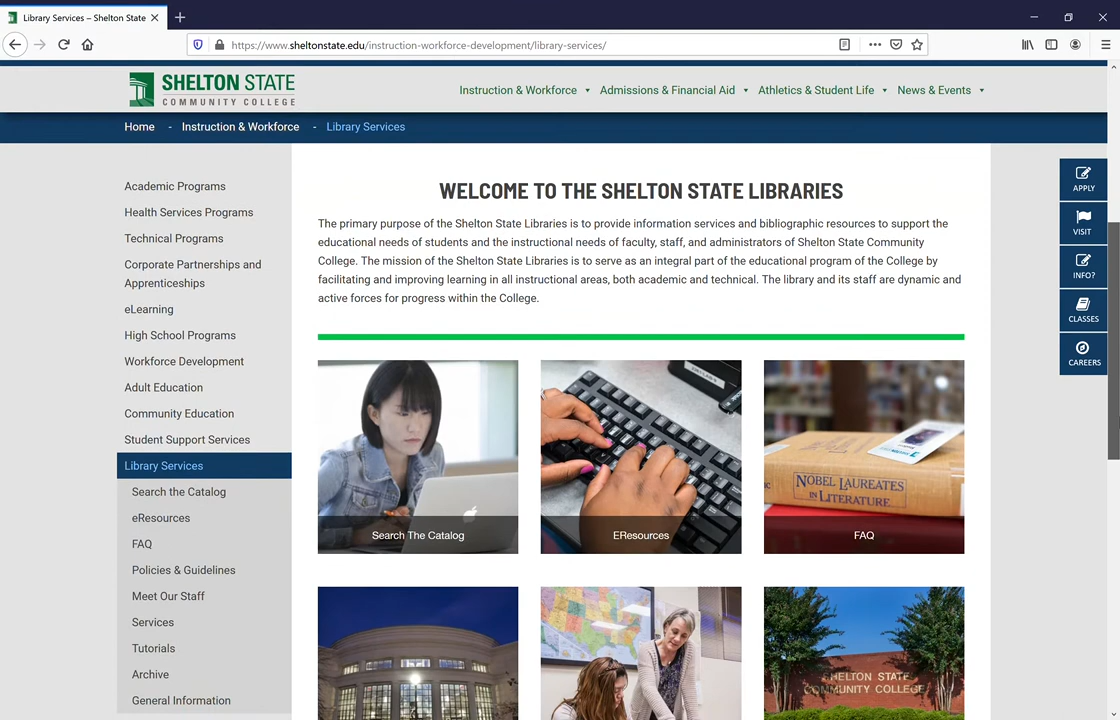 Library Services – Shelton State
https://www.sheltonstate.edu/instruction-workforce-development/library-services/
SHELTON STATE
COMMUNITY COLLEGE
Instruction & Workforce
Admissions & Financial Aid
Athletics & Student Life
News & Events
Home - Instruction & Workforce - Library Services
Academic Programs
Health Services Programs
Technical Programs
Corporate Partnerships and
Apprenticeships
eLearning
High School Programs
Workforce Development
Adult Education
Community Education
Student Support Services
Library Services
Search the Catalog
eResources
FAQ
Policies & Guidelines
Meet Our Staff
Services
Tutorials
Archive
General Information
WELCOME TO THE SHELTON STATE LIBRARIES
The primary purpose of the Shelton State Libraries is to provide information services and bibliographic resources to support the
educational needs of students and the instructional needs of faculty, staff, and administrators of Shelton State Community
College. The mission of the Shelton State Libraries is to serve as an integral part of the educational program of the College by
facilitating and improving learning in all instructional areas, both academic and technical. The library and its staff are dynamic and
active forces for progress within the College.
Search The Catalog
EResources
NOBEL LAUREATES
IN LITERATURE
FAQ
SHELTON STATE
COMMUNITY COLLEGE
APPLY
VISIT
INFO?
CLASSES
CAREERS